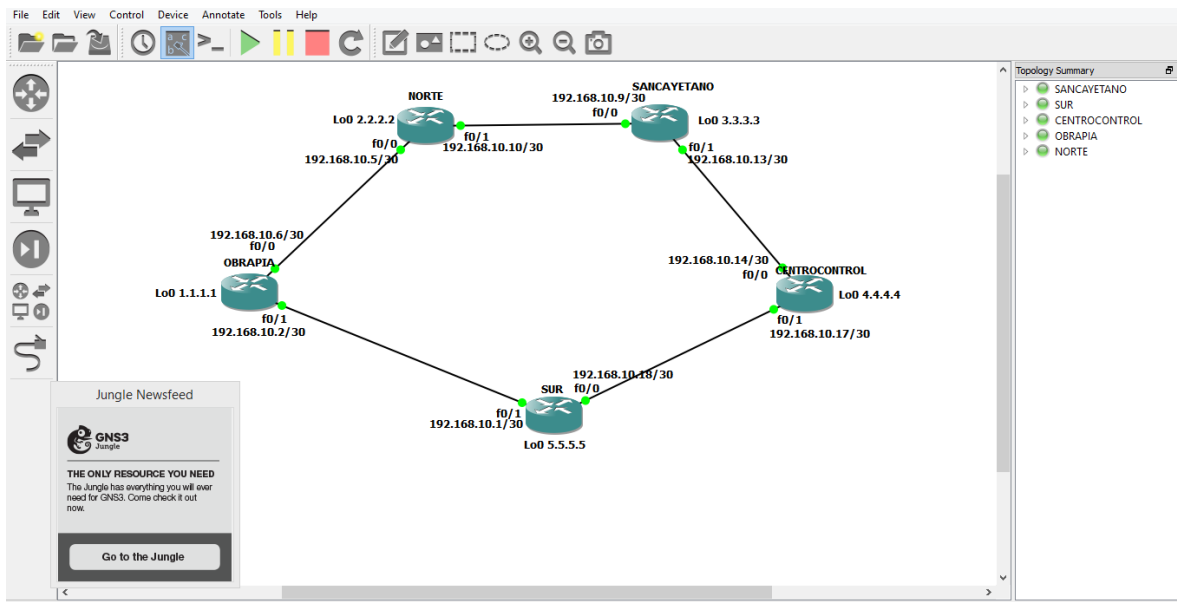 File Edit View Control Device Annotate Tools Help
Topology Summary
SANCAYETANO
SUR
CENTROCONTROL
OBRAPIA
NORTE
NORTE
Lo0 2.2.2.2
f0/0
192.168.10.5/30
f0/1
192.168.10.10/30
SANCAYETANO
192.168.10.9/30
f0/0
Lo0 3.3.3.3
f0/1
192.168.10.13/30
192.168.10.6/30
f0/0
OBRAPIA
Lo0 1.1.1.1
f0/1
192.168.10.2/30
192.168.10.14/30
f0/0
CENTROCONTROL
Lo0 4.4.4.4
f0/1
192.168.10.17/30
192.168.10.18/30
SUR f0/0
f0/1
192.168.10.1/30
Lo0 5.5.5.5
Jungle Newsfeed
GNS3
Jungle
THE ONLY RESOURCE YOU NEED
The Jungle has everything you will ever
need for GNS3. Come check it out
now.
Go to the Jungle